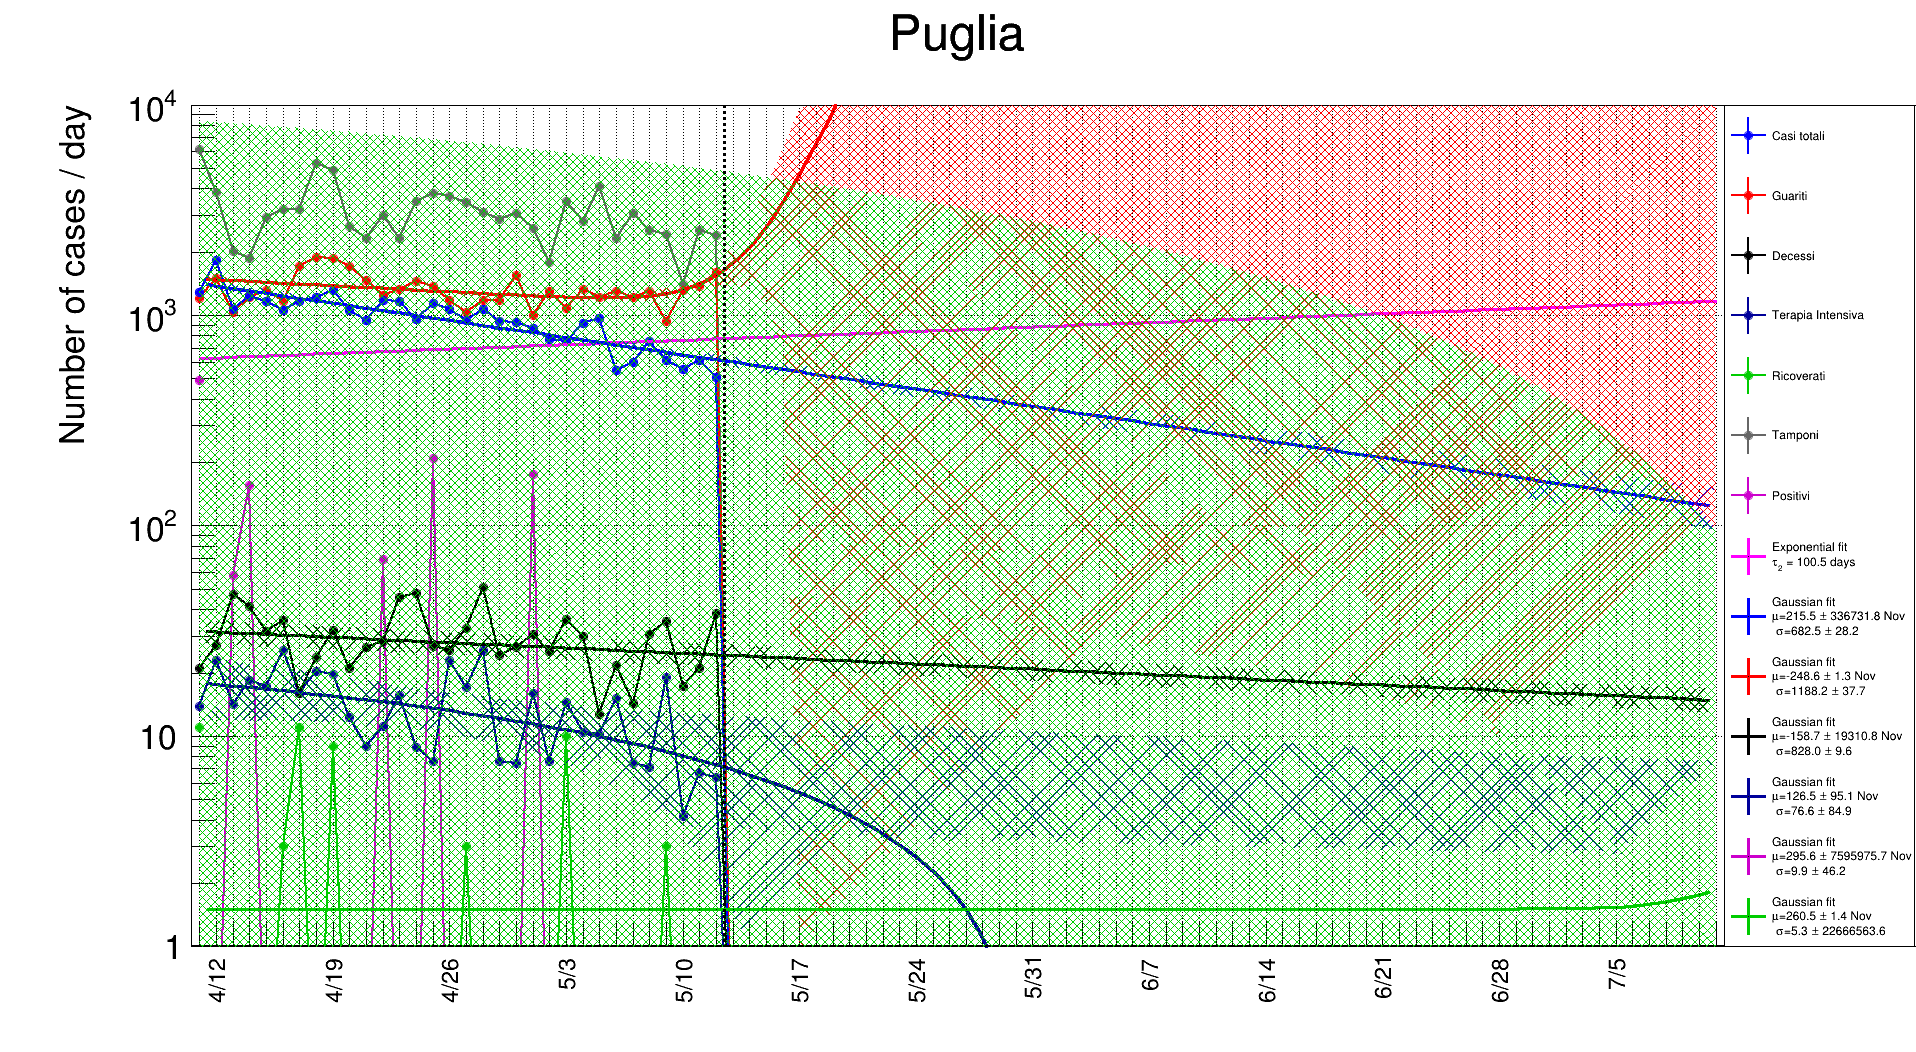 Puglia
Number of cases / day
10⁴
10³
10²
10
1
4/12
4/19
4/26
5/3
5/10
5/17
5/24
5/31
6/7
6/14
6/21
6/28
7/5
Casi totali
Guariti
Decessi
Terapia Intensiva
Ricoverati
Tamponi
Positivi
Exponential fit
τ₂ = 100.5 days
Gaussian fit
μ=215.5 ± 336731.8 Nov
σ=682.5 ± 28.2
Gaussian fit
μ=-248.6 ± 1.3 Nov
σ=1188.2 ± 37.7
Gaussian fit
μ=-158.7 ± 19310.8 Nov
σ=828.0 ± 9.6
Gaussian fit
μ=126.5 ± 95.1 Nov
σ=76.6 ± 84.9
Gaussian fit
μ=295.6 ± 7595975.7 Nov
σ=9.9 ± 46.2
Gaussian fit
μ=260.5 ± 1.4 Nov
σ=5.3 ± 22666563.6